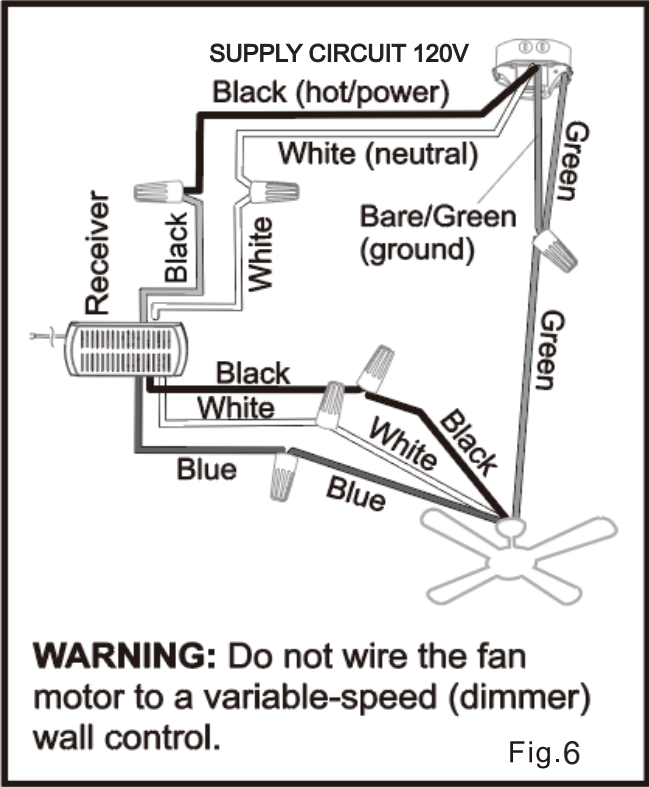 SUPPLY CIRCUIT 120V
Black (hot/power)
White (neutral)
Green
Bare/Green
(ground)
Receiver
Black
White
Green
Black
White
White
Black
Blue
Blue
WARNING: Do not wire the fan
motor to a variable-speed (dimmer)
wall control.
Fig.6